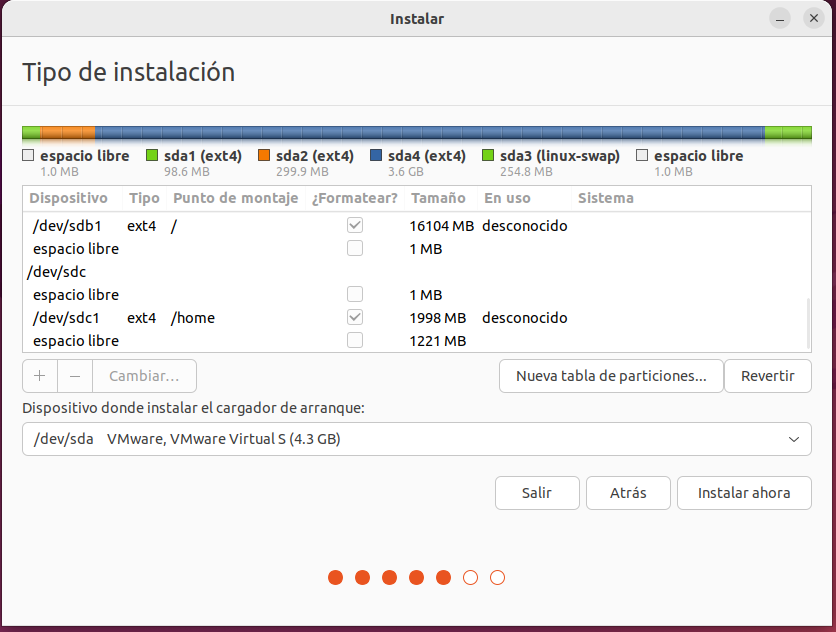 Instalar
Tipo de instalación
espacio libre sda1 (ext4) sda2 (ext4) sda4 (ext4) sda3 (linux-swap) espacio libre
1.0 MB 98.6 MB 299.9 MB 3.6 GB 254.8 MB 1.0 MB
Dispositivo Tipo Punto de montaje ¿Formatear? Tamaño En uso Sistema
/dev/sdb1 ext4 / 16104 MB desconocido
espacio libre 1 MB
/dev/sdc
espacio libre 1 MB
/dev/sdc1 ext4 /home 1998 MB desconocido
espacio libre 1221 MB
+ – Cambiar... Nueva tabla de particiones... Revertir
Dispositivo donde instalar el cargador de arranque:
/dev/sda VMware, VMware Virtual S (4.3 GB)
Salir Atrás Instalar ahora